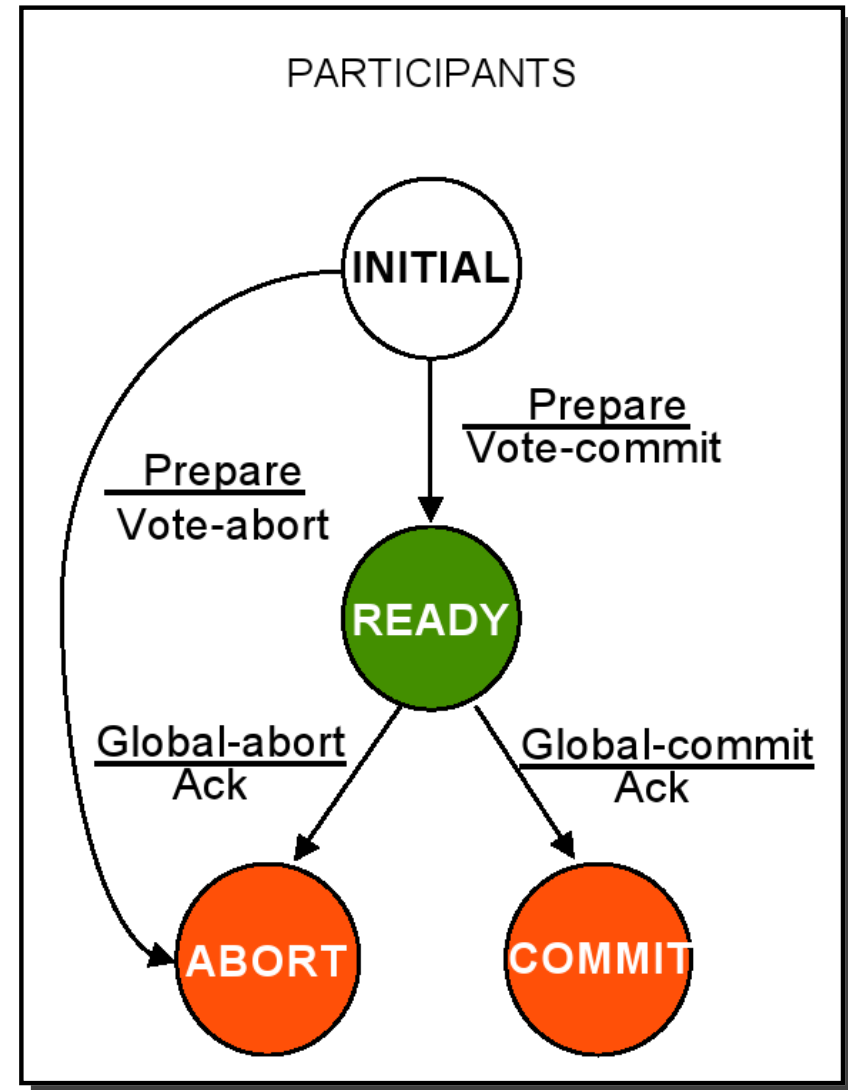 PARTICIPANTS
INITIAL
Prepare
Vote-commit
Prepare
Vote-abort
READY
Global-abort
Ack
Global-commit
Ack
ABORT
COMMIT